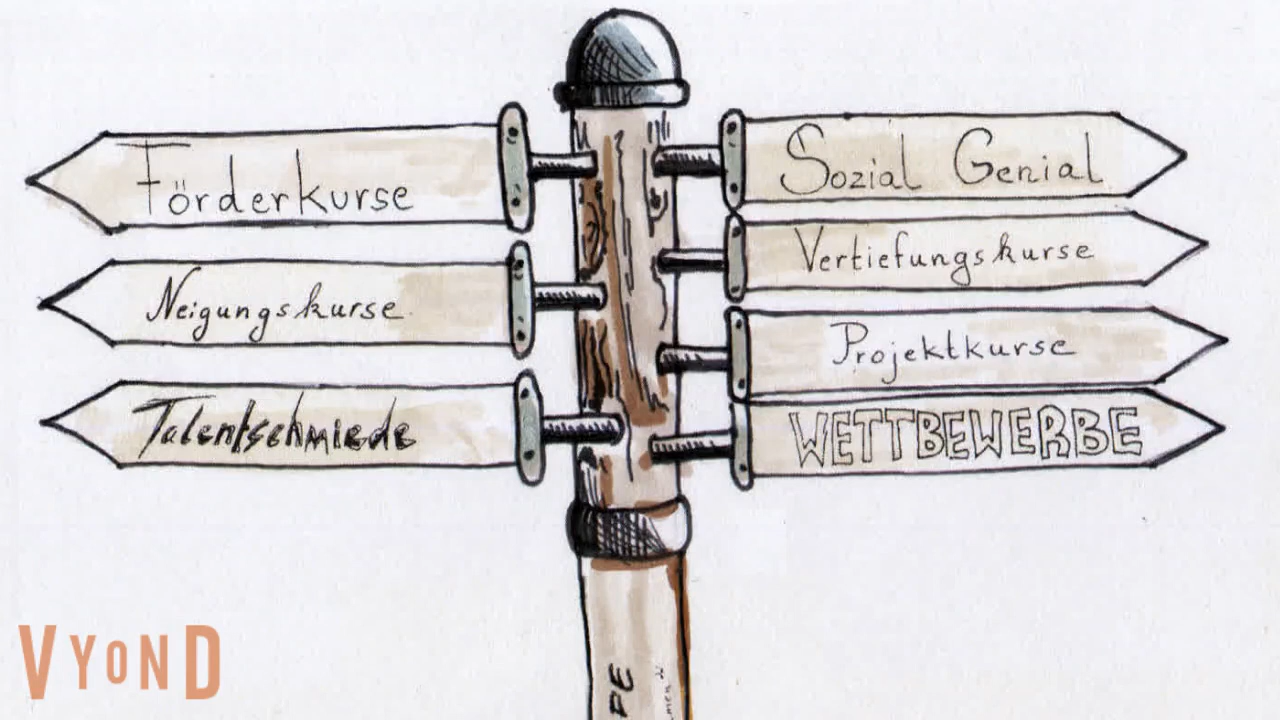 Förderkurse
Neigungskurse
Talentschmiede
Sozial Genial
Vertiefungskurse
Projektkurse
WETTBEWERBE
VYOND